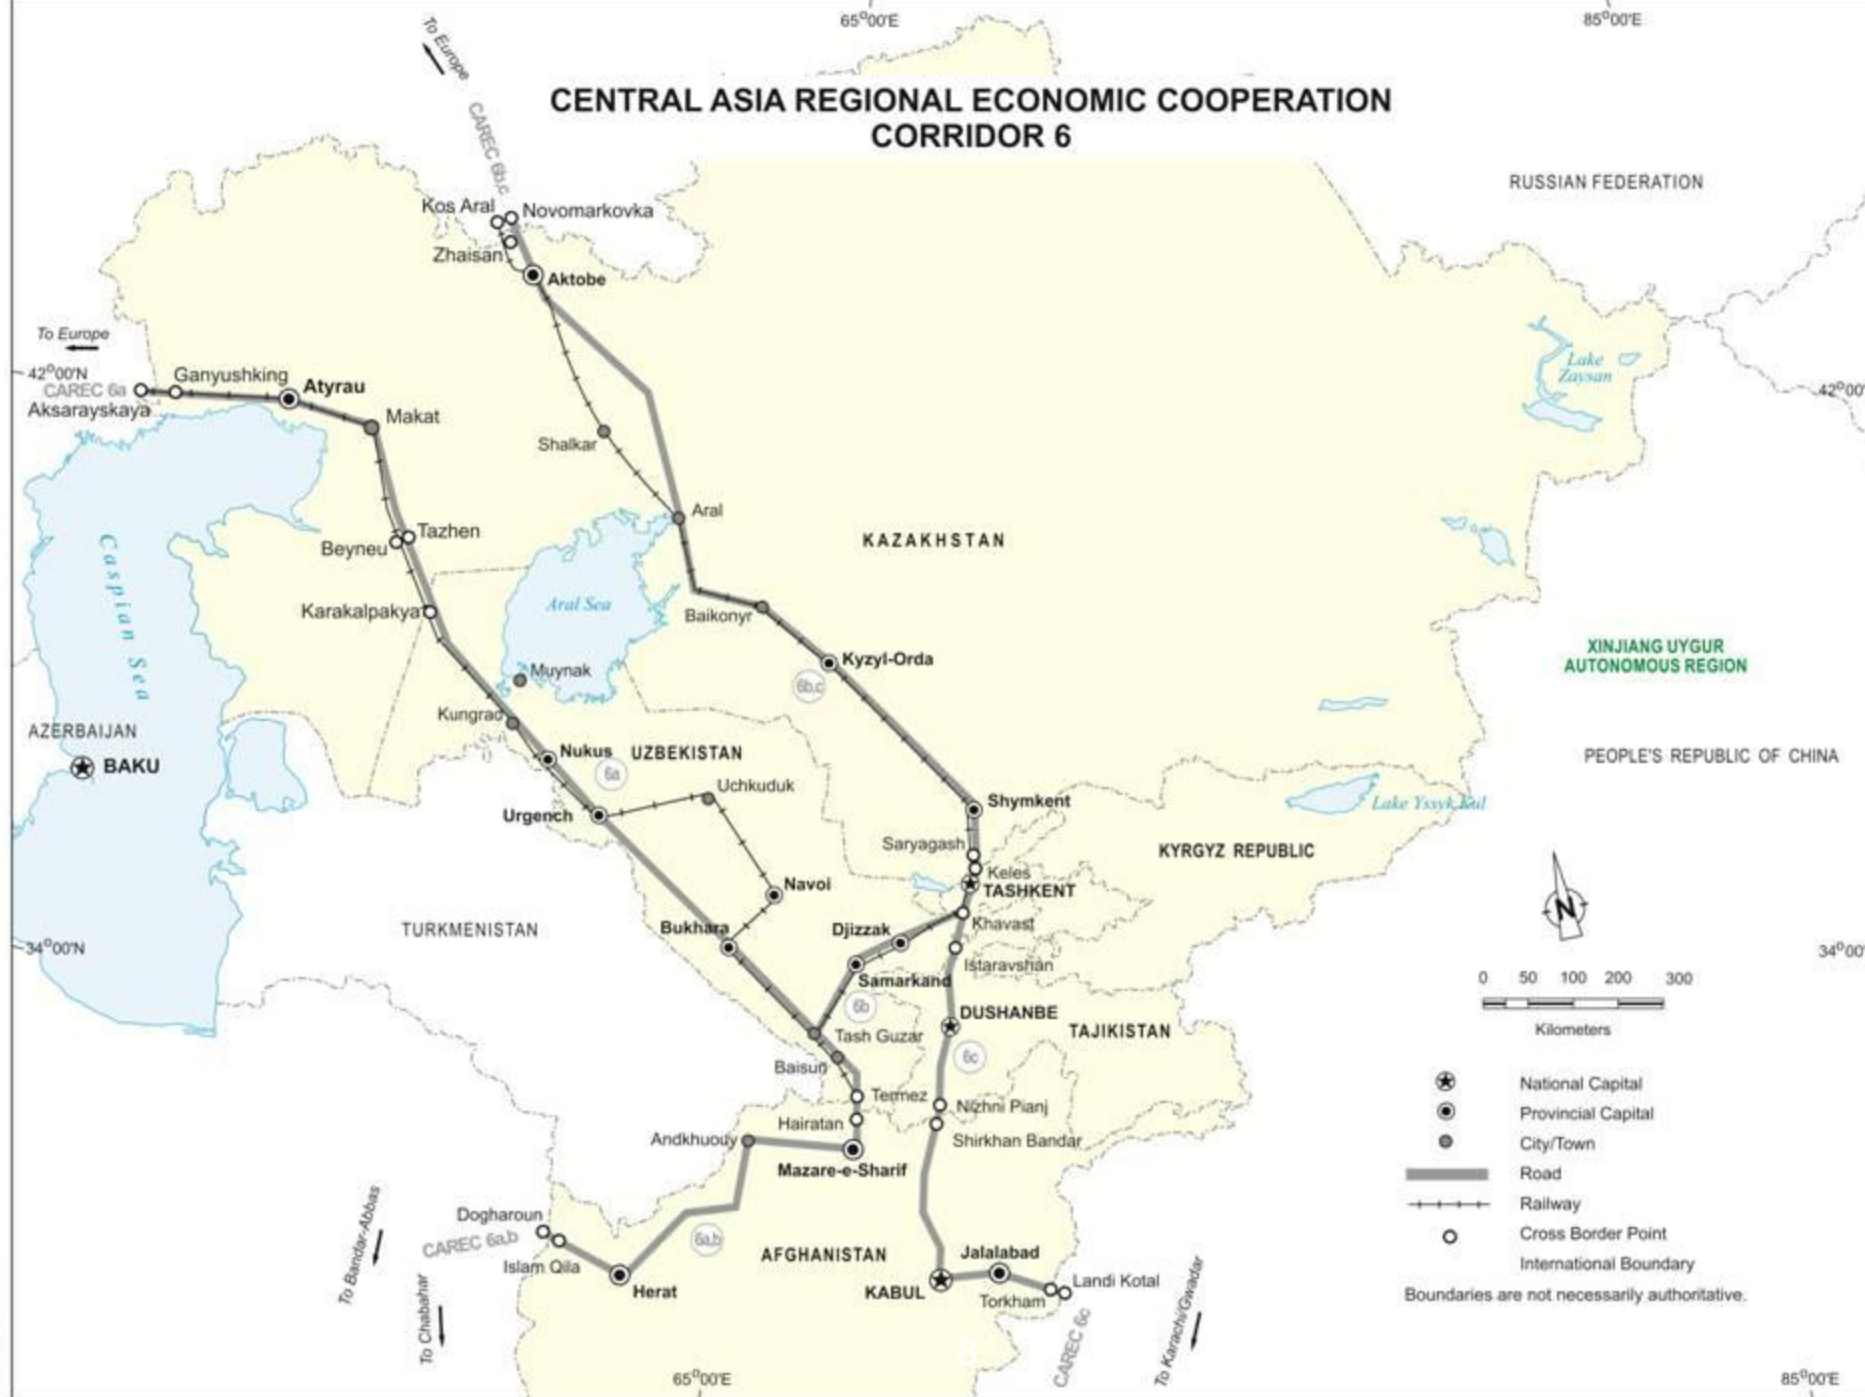 65°00'E
85°00'E
To Europe
CENTRAL ASIA REGIONAL ECONOMIC COOPERATION
CORRIDOR 6
CAREC 6b,c
RUSSIAN FEDERATION
Kos Aral
Novomarkovka
Zhaisan
Aktobe
To Europe
42°00'N
Ganyushking
Atyrau
CAREC 6a
Aksarayskaya
Lake
Zaysan
42°00'
Makat
Shalkar
Aral
Tazhen
Beyneu
KAZAKHSTAN
Caspian Sea
Aral Sea
Karakalpakya
Baikonyr
XINJIANG UYGUR
AUTONOMOUS REGION
Kyzyl-Orda
Muynak
6b,c
Kungrad
AZERBAIJAN
Nukus
UZBEKISTAN
PEOPLE'S REPUBLIC OF CHINA
BAKU
6a
Uchkuduk
Urgench
Shymkent
Lake Yssyk Kul
Saryagash
KYRGYZ REPUBLIC
Keles
Navoi
TASHKENT
N
TURKMENISTAN
Bukhara
Djizzak
Khavast
34°00'N
34°00'
Istaravshan
Samarkand
0 50 100 200 300
6b
DUSHANBE
TAJIKISTAN
Kilometers
Tash Guzar
6c
Baisun
National Capital
Termez
Nizhni Pianj
Provincial Capital
Hairatan
Andkhuody
Shirkhan Bandar
City/Town
Mazare-e-Sharif
Road
Railway
Dogharoun
CAREC 6a,b
6a,b
Cross Border Point
To Bandar-Abbas
Islam Qila
AFGHANISTAN
Jalalabad
International Boundary
Herat
KABUL
Landi Kotal
Torkham
Boundaries are not necessarily authoritative.
To Chabahar
CAREC 6c
To Karachi/Gwadar
8
65°00'E
85°00'E